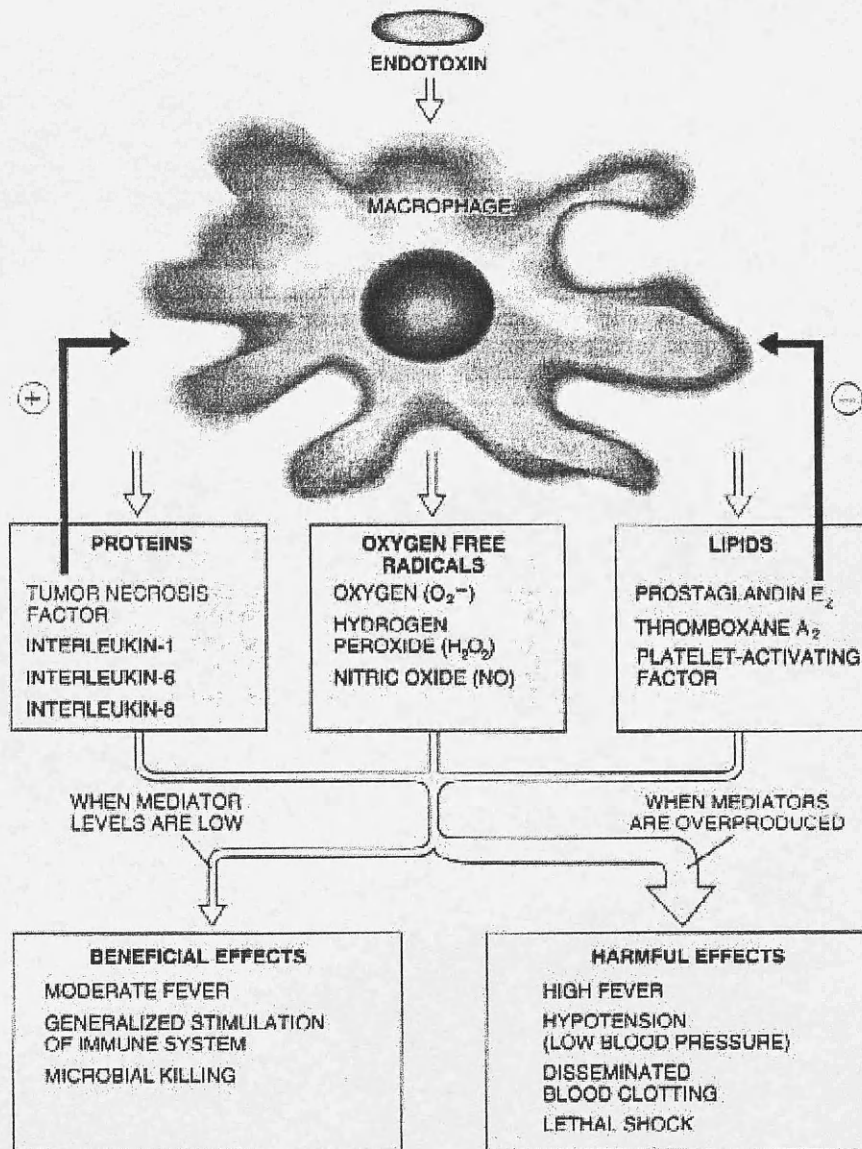 ENDOTOXIN
MACROPHAGE
+
−
PROTEINS
TUMOR NECROSIS
FACTOR
INTERLEUKIN-1
INTERLEUKIN-6
INTERLEUKIN-8
OXYGEN FREE
RADICALS
OXYGEN (O₂⁻)
HYDROGEN
PEROXIDE (H₂O₂)
NITRIC OXIDE (NO)
LIPIDS
PROSTAGLANDIN E₂
THROMBOXANE A₂
PLATELET-ACTIVATING
FACTOR
WHEN MEDIATOR
LEVELS ARE LOW
WHEN MEDIATORS
ARE OVERPRODUCED
BENEFICIAL EFFECTS
MODERATE FEVER
GENERALIZED STIMULATION
OF IMMUNE SYSTEM
MICROBIAL KILLING
HARMFUL EFFECTS
HIGH FEVER
HYPOTENSION
(LOW BLOOD PRESSURE)
DISSEMINATED
BLOOD CLOTTING
LETHAL SHOCK